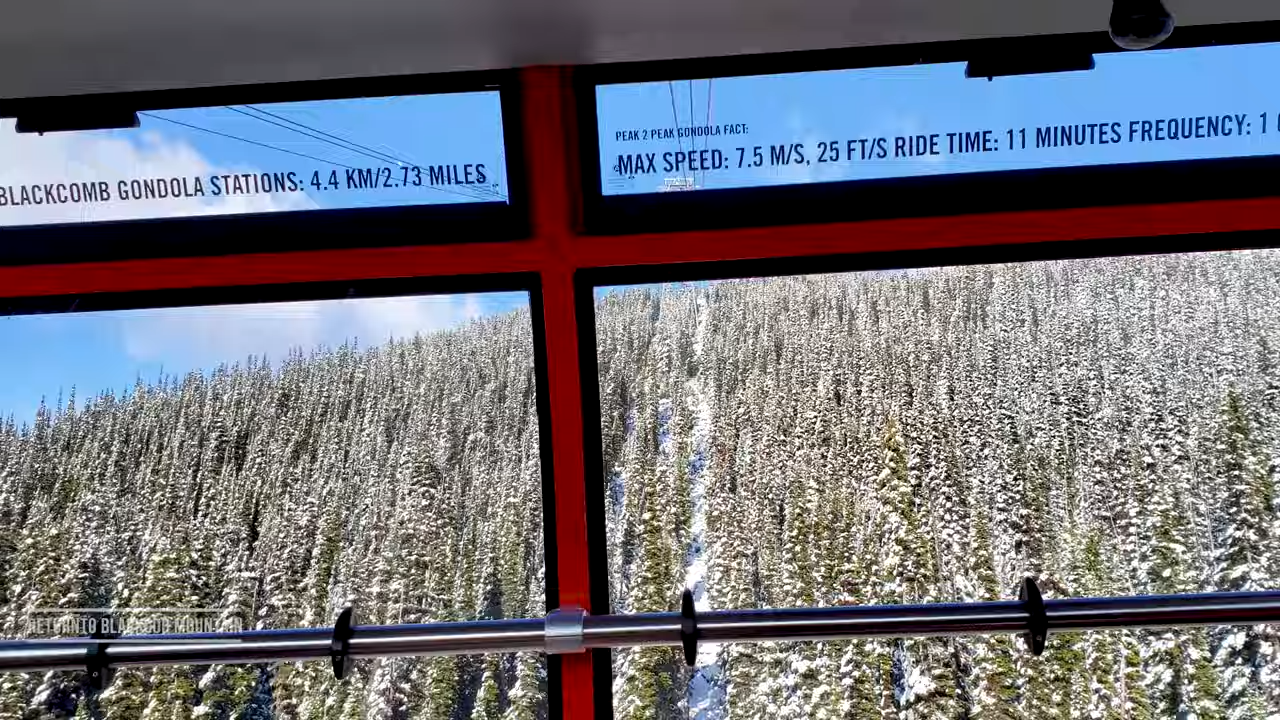 BLACKCOMB GONDOLA STATIONS: 4.4 KM/2.73 MILES
PEAK 2 PEAK GONDOLA FACT:
MAX SPEED: 7.5 M/S, 25 FT/S RIDE TIME: 11 MINUTES FREQUENCY: 1